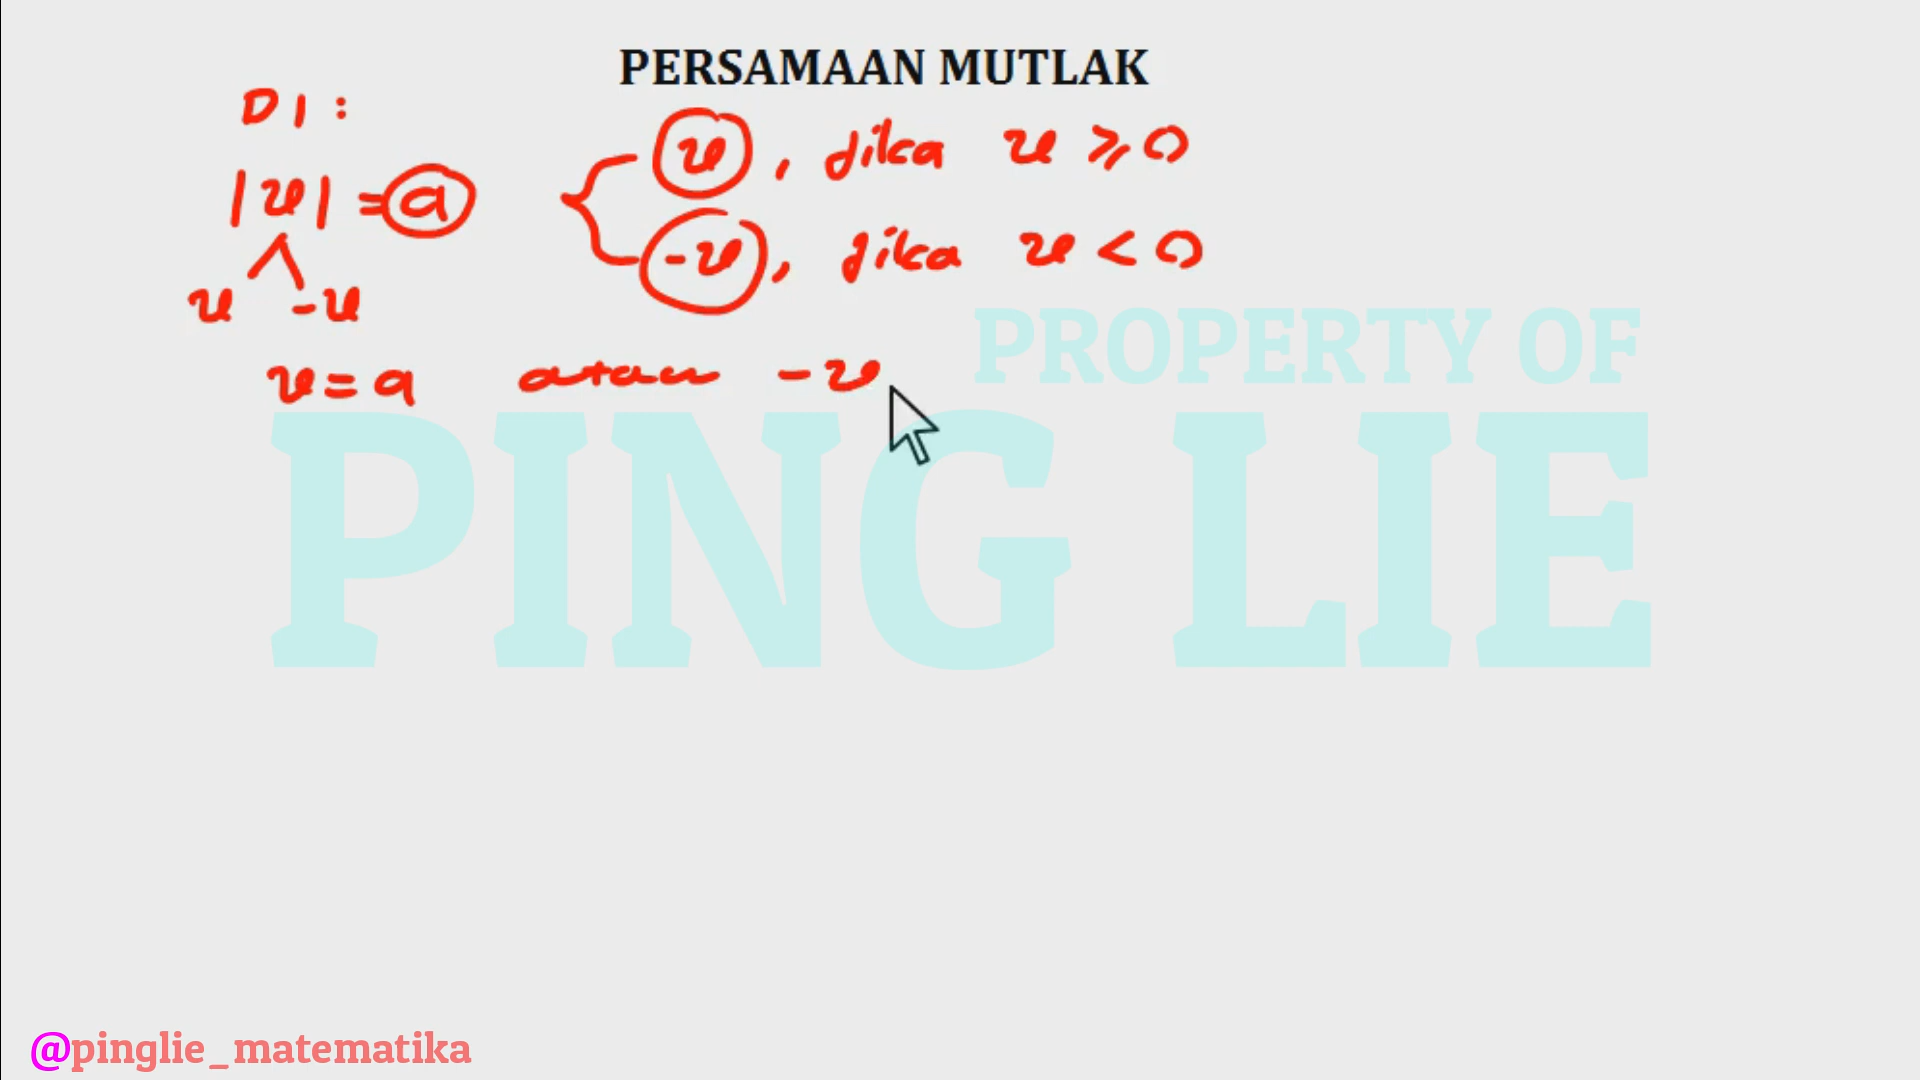 PERSAMAAN MUTLAK
D1 :
|u| = a { u , jika u ≥ 0
-u , jika u < 0
u -u
u = a atau -u
PROPERTY OF
PING LIE
@pinglie_matematika